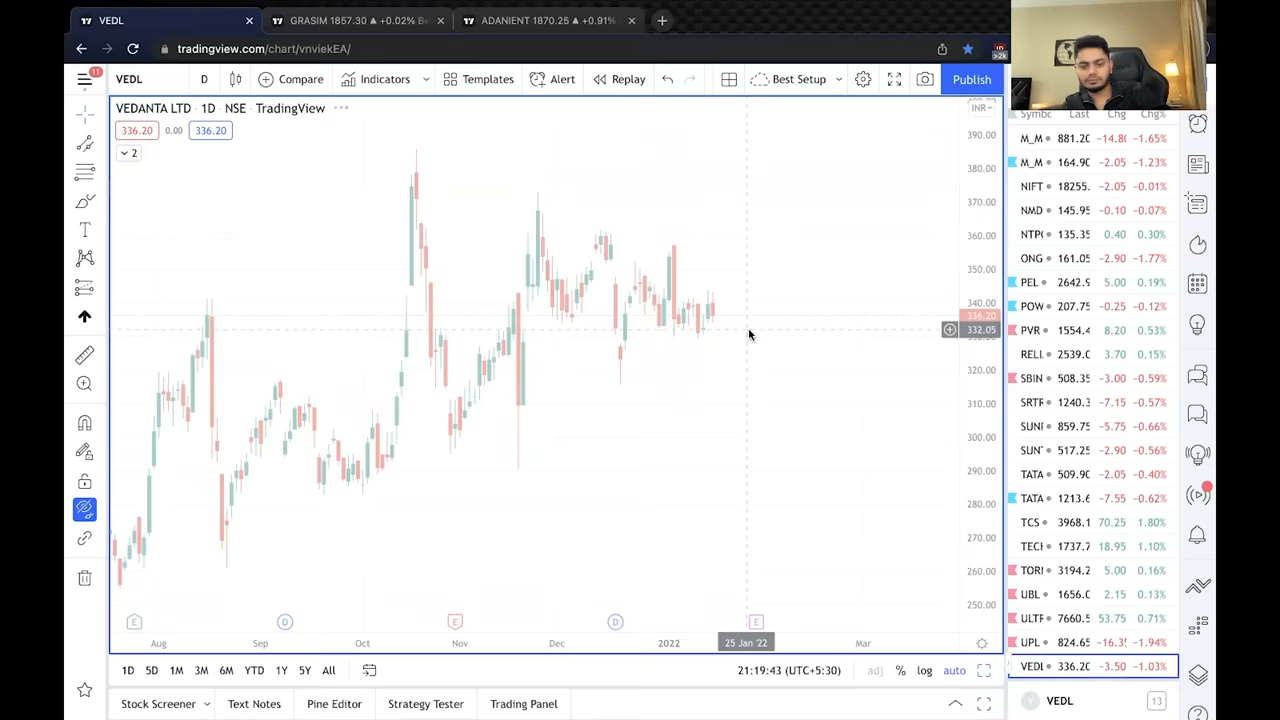 VEDL
GRASIM 1857.30 ▲ +0.02%
ADANIENT 1870.25 ▲ +0.91%
tradingview.com/chart/vnviekEA/
>2k
11
VEDL D Compare Indicators Templates Alert Replay Best Setup Publish
VEDANTA LTD · 1D · NSE · TradingView
336.20 0.00 336.20
2
INR
390.00
380.00
370.00
360.00
350.00
340.00
336.20
332.05
320.00
310.00
300.00
290.00
280.00
270.00
260.00
250.00
E D E D E
Aug Sep Oct Nov Dec 2022 25 Jan '22 Mar
1D 5D 1M 3M 6M YTD 1Y 5Y All
21:19:43 (UTC+5:30) adj % log auto
Stock Screener Text Notes Pine Editor Strategy Tester Trading Panel
Symbc Last Chg Chg%
M_M 881.20 −14.80 −1.65%
M_M 164.90 −2.05 −1.23%
NIFT 18255. −2.05 −0.01%
NMD 145.95 −0.10 −0.07%
NTPC 135.35 0.40 0.30%
ONG 161.05 −2.90 −1.77%
PEL 2642.9 5.00 0.19%
POW 207.75 −0.25 −0.12%
PVR 1554.4 8.20 0.53%
RELI 2539.0 3.70 0.15%
SBIN 508.35 −3.00 −0.59%
SRTF 1240.3 −7.15 −0.57%
SUNI 859.75 −5.75 −0.66%
SUN 517.25 −2.90 −0.56%
TATA 509.90 −2.05 −0.40%
TATA 1213.6 −7.55 −0.62%
TCS 3968.1 70.25 1.80%
TECH 1737.7 18.95 1.10%
TORI 3194.2 5.00 0.16%
UBL 1656.0 2.15 0.13%
ULTF 7660.5 53.75 0.71%
UPL 824.65 −16.3 −1.94%
VEDL 336.20 −3.50 −1.03%
VEDL
13